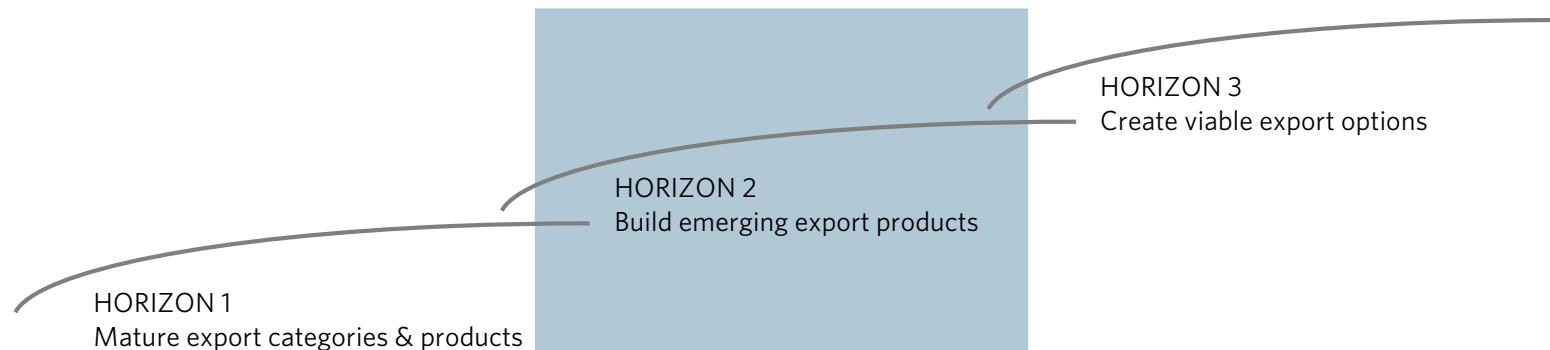 HORIZON 3
Create viable export options
HORIZON 2
Build emerging export products
HORIZON 1
Mature export categories & products